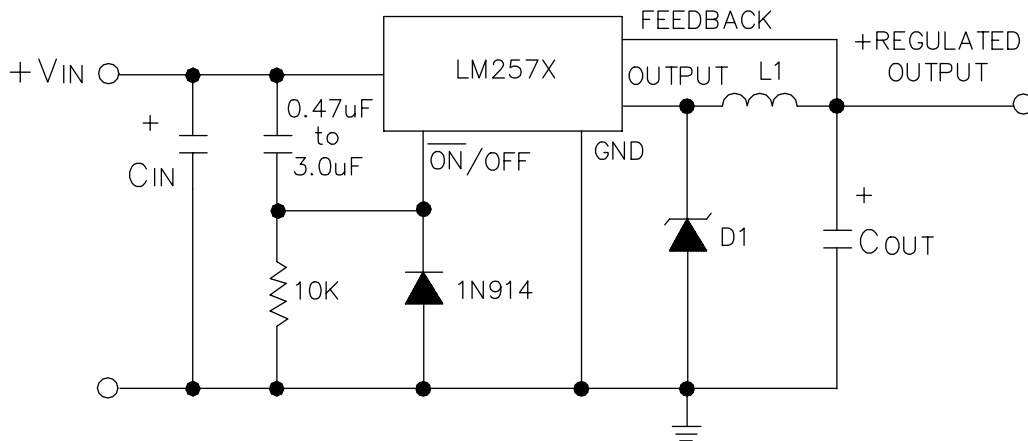 FEEDBACK
+REGULATED
OUTPUT
+VIN
LM257X
OUTPUT
L1
0.47uF
to
3.0uF
+
CIN
O̅N̅/OFF
GND
+
COUT
D1
10K
1N914